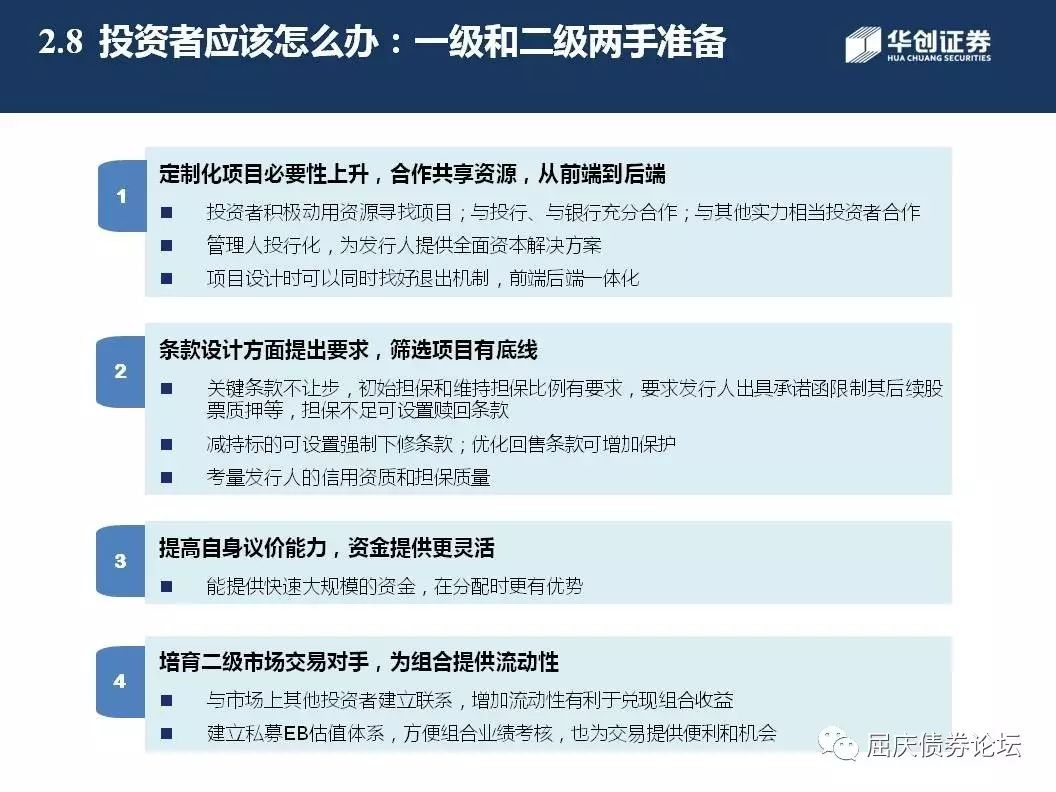 2.8 投资者应该怎么办：一级和二级两手准备
华创证券
HUA CHUANG SECURITIES
1
定制化项目必要性上升，合作共享资源，从前端到后端
■ 投资者积极动用资源寻找项目；与投行、与银行充分合作；与其他实力相当投资者合作
■ 管理人投行化，为发行人提供全面资本解决方案
■ 项目设计时可以同时找好退出机制，前端后端一体化
2
条款设计方面提出要求，筛选项目有底线
■ 关键条款不让步，初始担保和维持担保比例有要求，要求发行人出具承诺函限制其后续股
票质押等，担保不足可设置赎回条款
■ 减持标的可设置强制下修条款；优化回售条款可增加保护
■ 考量发行人的信用资质和担保质量
3
提高自身议价能力，资金提供更灵活
■ 能提供快速大规模的资金，在分配时更有优势
4
培育二级市场交易对手，为组合提供流动性
■ 与市场上其他投资者建立联系，增加流动性有利于兑现组合收益
■ 建立私募EB估值体系，方便组合业绩考核，也为交易提供便利和机会
屈庆债券论坛